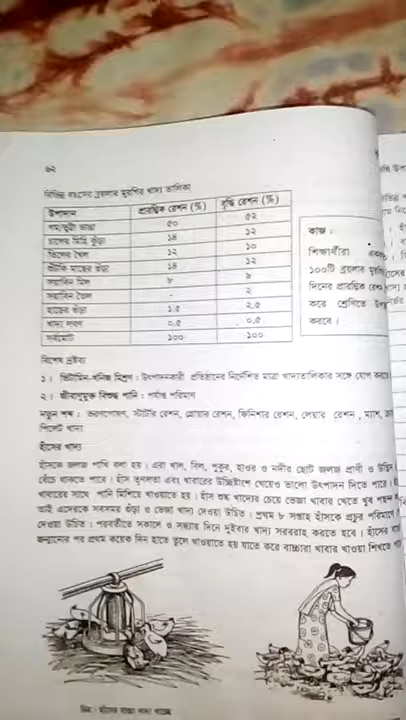 ৬২
বিভিন্ন বয়সের ব্রয়লার মুরগির খাদ্য তালিকা
উপাদান প্রারম্ভিক রেশন (%) বৃদ্ধি রেশন (%)
গম/ভুট্টা ভাঙা ৫০ ৫২
চালের মিহি কুঁড়া ১৪ ১২
তিলের খৈল ১২ ১০
শুঁটকি মাছের গুঁড়া ১৪ ১২
সয়াবিন মিল ৮ ৯
সয়াবিন তৈল - ২
হাড়ের গুঁড়া ১.৫ ২.৫
খাদ্য লবণ ০.৫ ০.৫
সর্বমোট ১০০ ১০০
কাজ :
শিক্ষার্থীরা
১০০টি ব্রয়লার
দিনের প্রারম্ভিক রেশন
করে শ্রেণিতে
করবে।
বিশেষ দ্রষ্টব্য
১। ভিটামিন-খনিজ মিশ্রণ : উৎপাদনকারী প্রতিষ্ঠানের নির্দেশিত মাত্রা খাদ্যতালিকার সঙ্গে যোগ করতে
২। জীবাণুমুক্ত বিশুদ্ধ পানি : পর্যাপ্ত পরিমাণ
নতুন শব্দ : ভরণপোষণ, স্টার্টার রেশন, গ্রোয়ার রেশন, ফিনিশার রেশন, লেয়ার রেশন, ম্যাশ,
পিলেট খাদ্য
হাঁসের খাদ্য
হাঁসকে জলজ পাখি বলা হয়। এরা খাল, বিল, পুকুর, হাওর ও নদীর ছোট জলজ প্রাণী ও উদ্ভিদ
বেঁচে থাকতে পারে। হাঁস তৃণলতা এবং খাবারের উচ্ছিষ্টাংশ খেয়েও ভালো উৎপাদন দিতে পারে।
খাবারের সাথে পানি মিশিয়ে খাওয়াতে হয়। হাঁস শুষ্ক খাদ্যের চেয়ে ভেজা খাবার খেতে খুব পছন্দ
তাই এদেরকে সবসময় গুঁড়া ও ভেজা খাদ্য দেওয়া উচিত। প্রথম ৮ সপ্তাহ হাঁসকে প্রচুর পরিমাণে
দেওয়া উচিত। পরবর্তীতে সকালে ও সন্ধ্যার দিনে দুইবার খাদ্য সরবরাহ করতে হবে। হাঁসের
জন্মানোর পর প্রথম কয়েক দিন হাতে তুলে খাওয়াতে হয় যাতে করে বাচ্চারা খাবার খাওয়া শিখতে
চিত্র : হাঁসের বাচ্চা খাদ্য খাচ্ছে